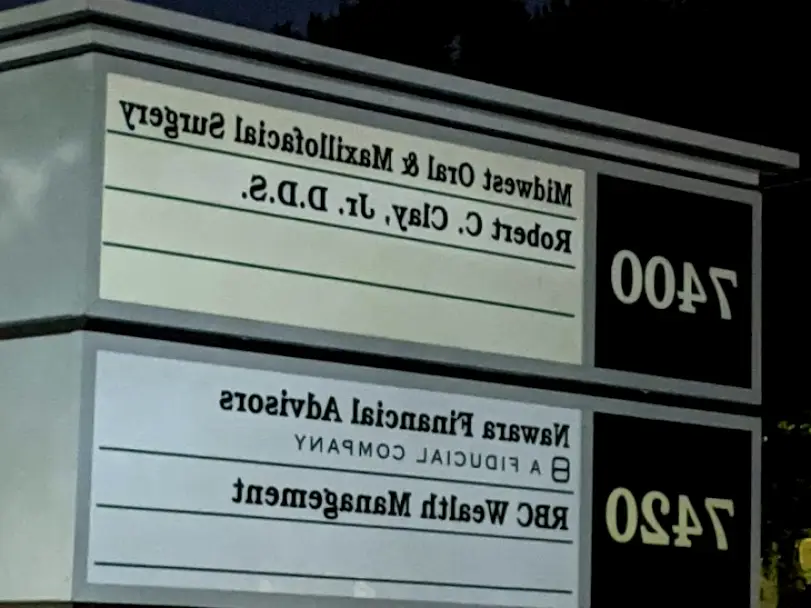 7400
Midwest Oral & Maxillofacial Surgery
Robert C. Clay, Jr. D.D.S.
7420
Nawara Financial Advisors
A FIDUCIAL COMPANY
RBC Wealth Management